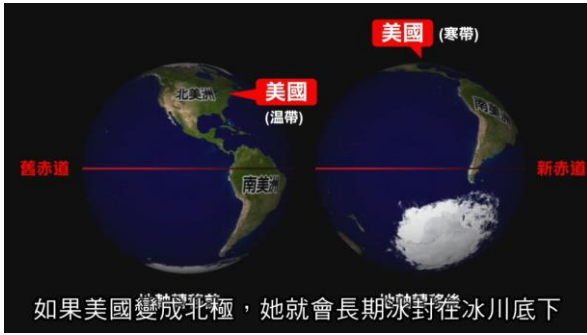 美國 (寒帶)
北美洲
美國
(溫帶)
南美洲
舊赤道
新赤道
南美洲
如果美國變成北極，她就會長期冰封在冰川底下